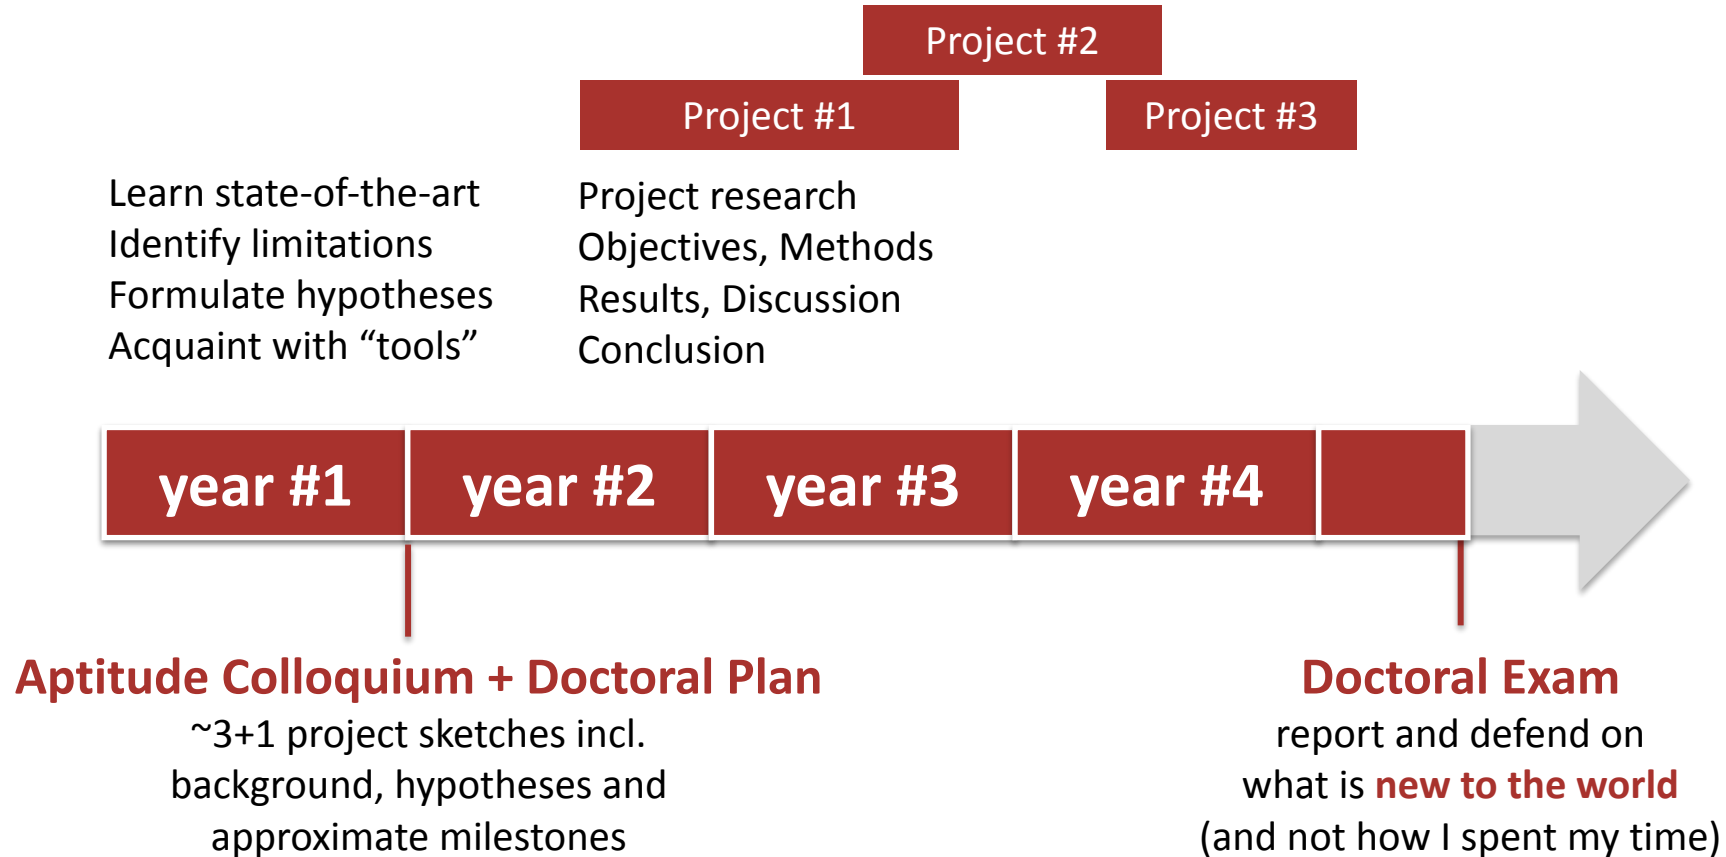 Project #2
Project #1
Project #3
Learn state-of-the-art
Identify limitations
Formulate hypotheses
Acquaint with “tools”
Project research
Objectives, Methods
Results, Discussion
Conclusion
year #1
year #2
year #3
year #4
Aptitude Colloquium + Doctoral Plan
~3+1 project sketches incl.
background, hypotheses and
approximate milestones
Doctoral Exam
report and defend on
what is new to the world
(and not how I spent my time)